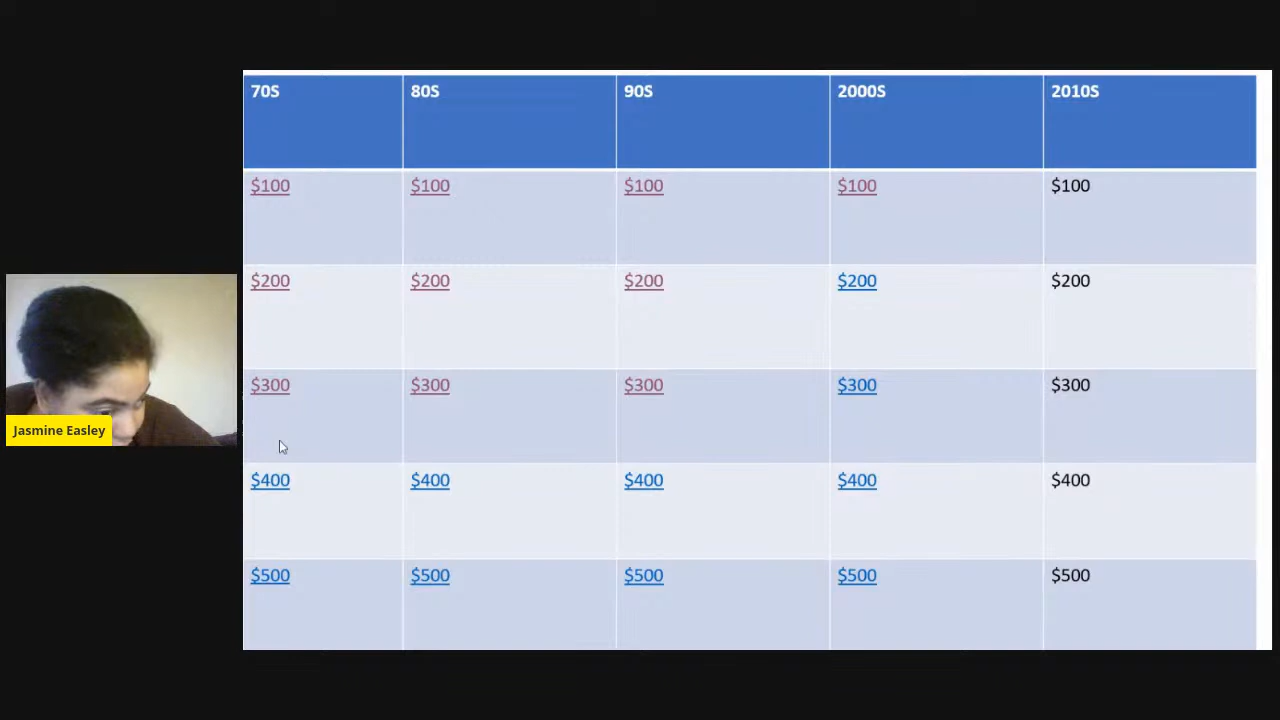 70S 80S 90S 2000S 2010S
$100 $100 $100 $100 $100
$200 $200 $200 $200 $200
$300 $300 $300 $300 $300
Jasmine Easley
$400 $400 $400 $400 $400
$500 $500 $500 $500 $500